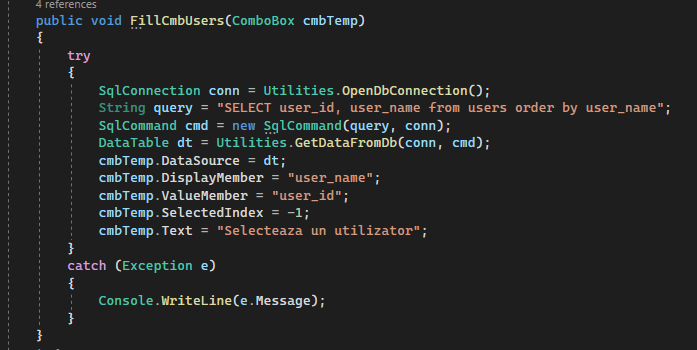 4 references
public void FillCmbUsers(ComboBox cmbTemp)
{
try
{
SqlConnection conn = Utilities.OpenDbConnection();
String query = "SELECT user_id, user_name from users order by user_name";
SqlCommand cmd = new SqlCommand(query, conn);
DataTable dt = Utilities.GetDataFromDb(conn, cmd);
cmbTemp.DataSource = dt;
cmbTemp.DisplayMember = "user_name";
cmbTemp.ValueMember = "user_id";
cmbTemp.SelectedIndex = -1;
cmbTemp.Text = "Selecteaza un utilizator";
}
catch (Exception e)
{
Console.WriteLine(e.Message);
}
}